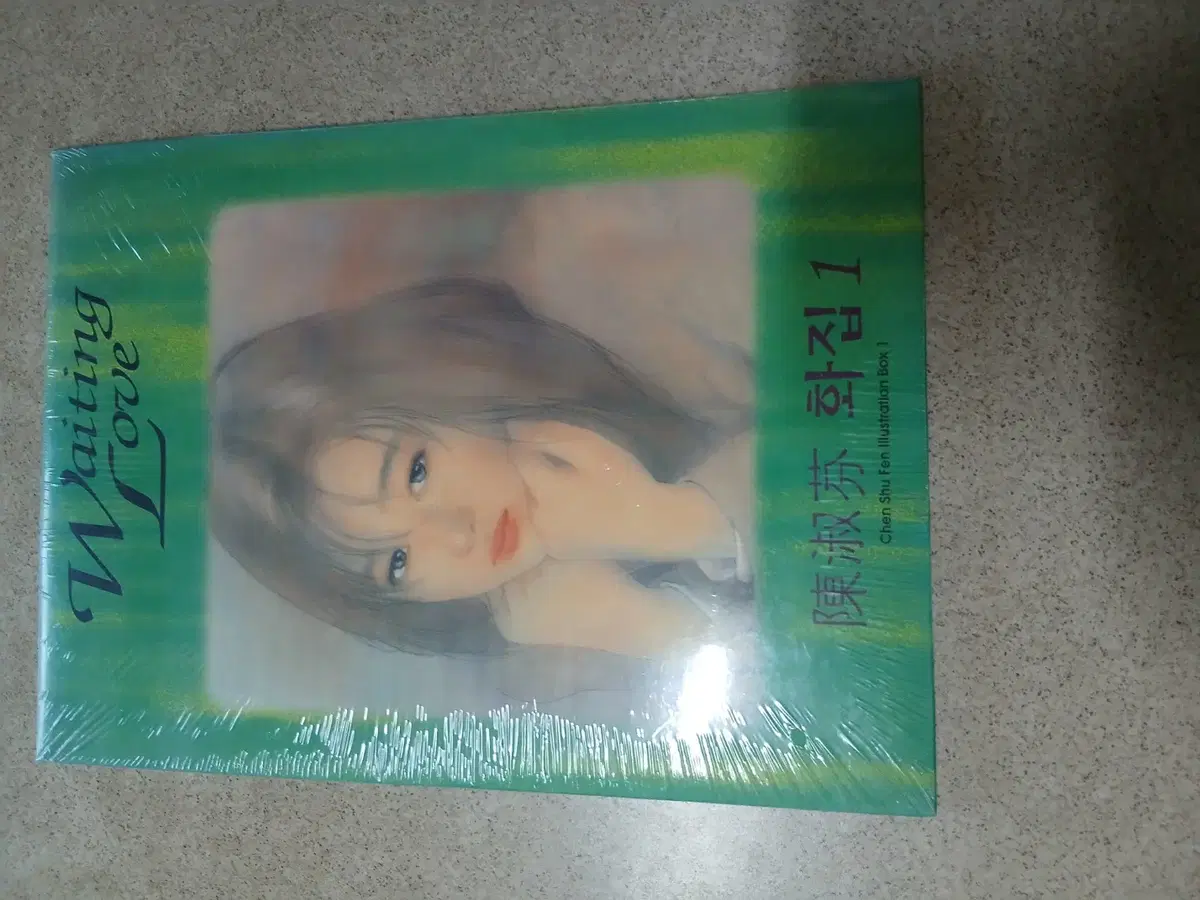 Waiting
Love
陳淑芬 화집 1
Chen Shu Fen Illustration Box 1